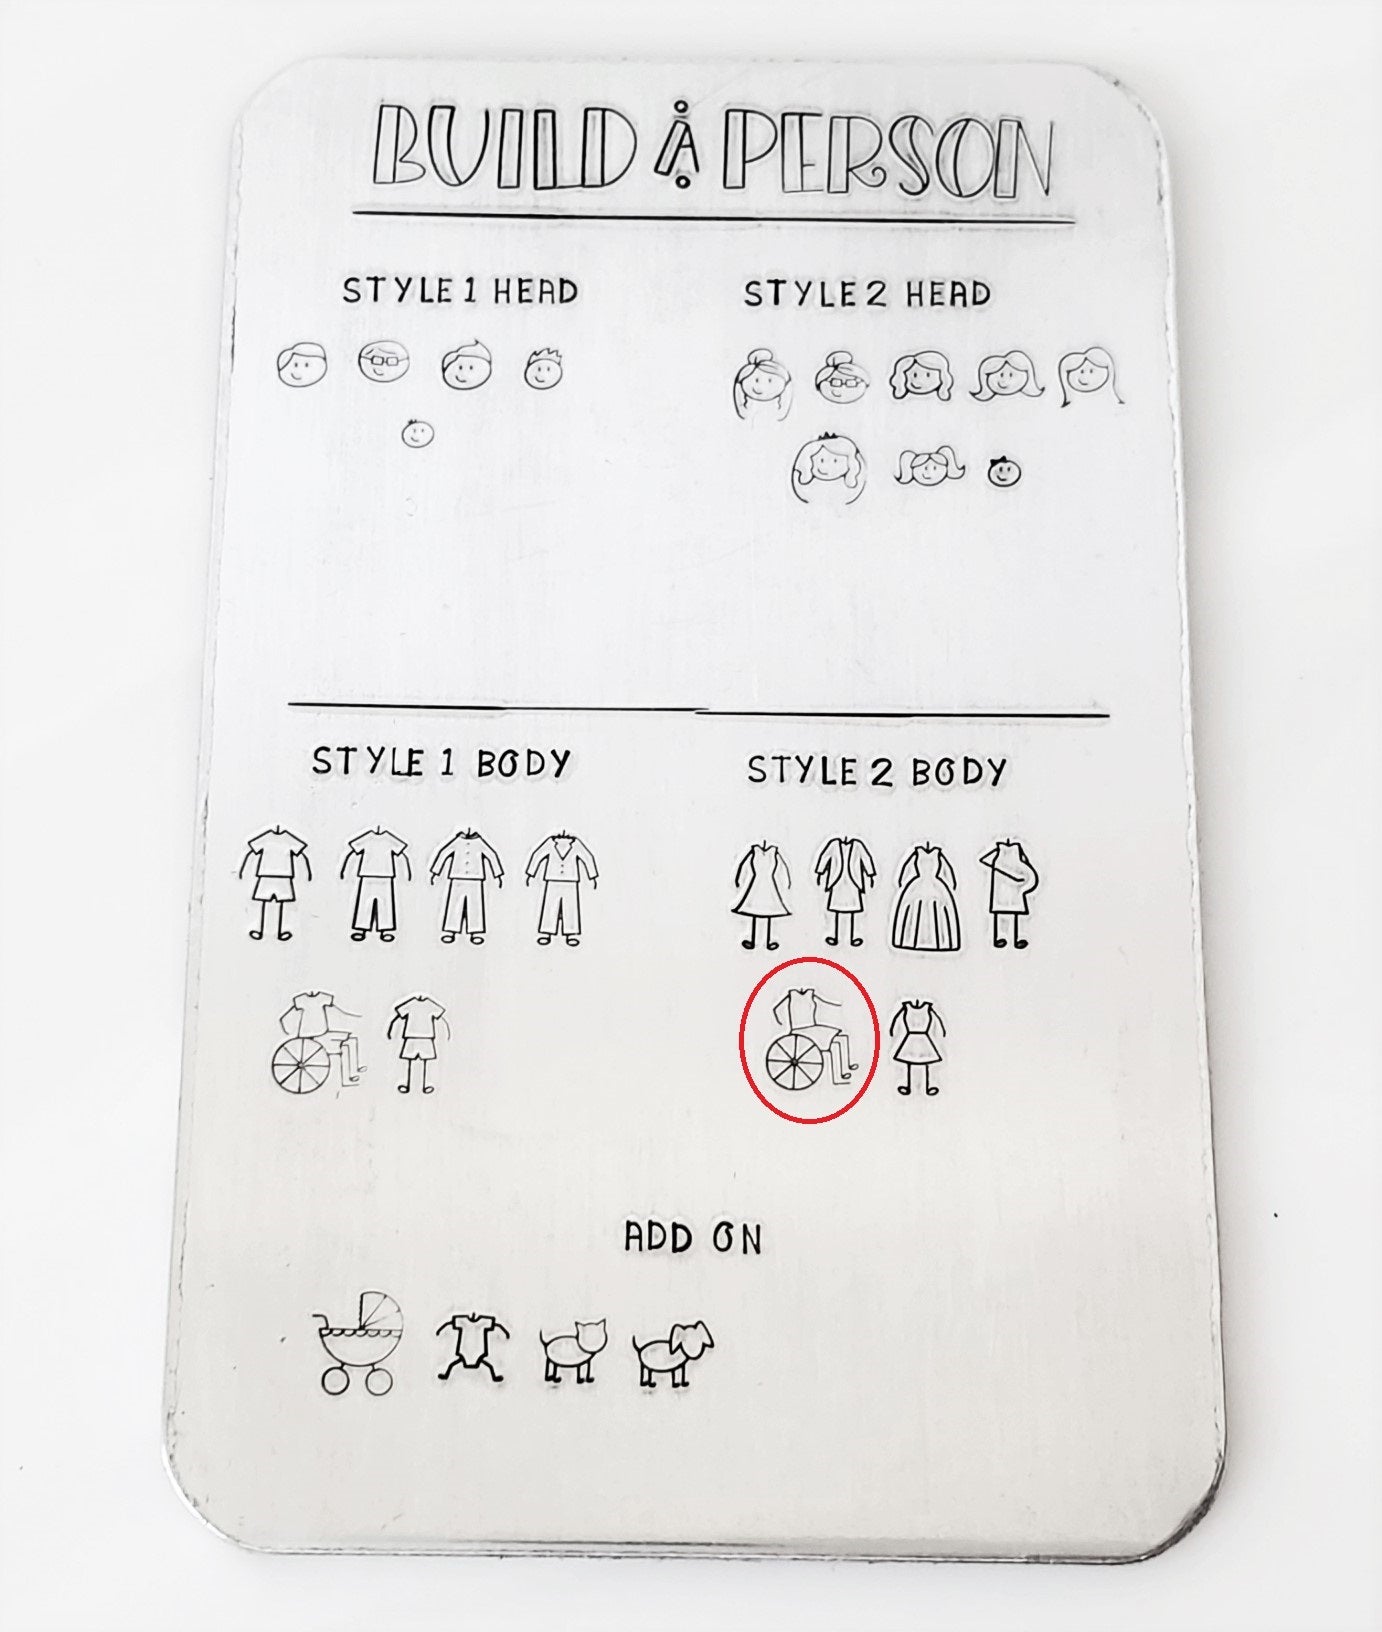 BUILD A PERSON
STYLE 1 HEAD
STYLE 2 HEAD
STYLE 1 BODY
STYLE 2 BODY
ADD ON